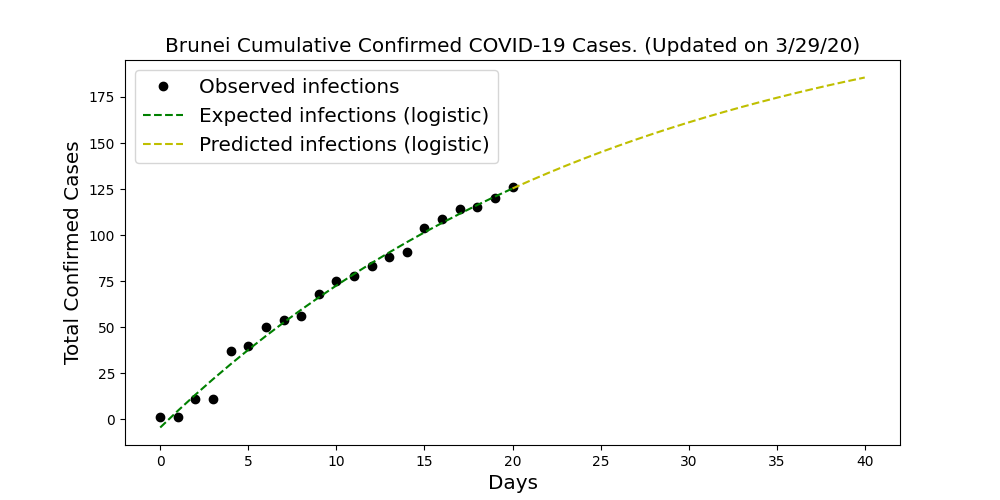 Brunei Cumulative Confirmed COVID-19 Cases. (Updated on 3/29/20)
Observed infections
Expected infections (logistic)
Predicted infections (logistic)
Total Confirmed Cases
175
150
125
100
75
50
25
0
0 5 10 15 20 25 30 35 40
Days